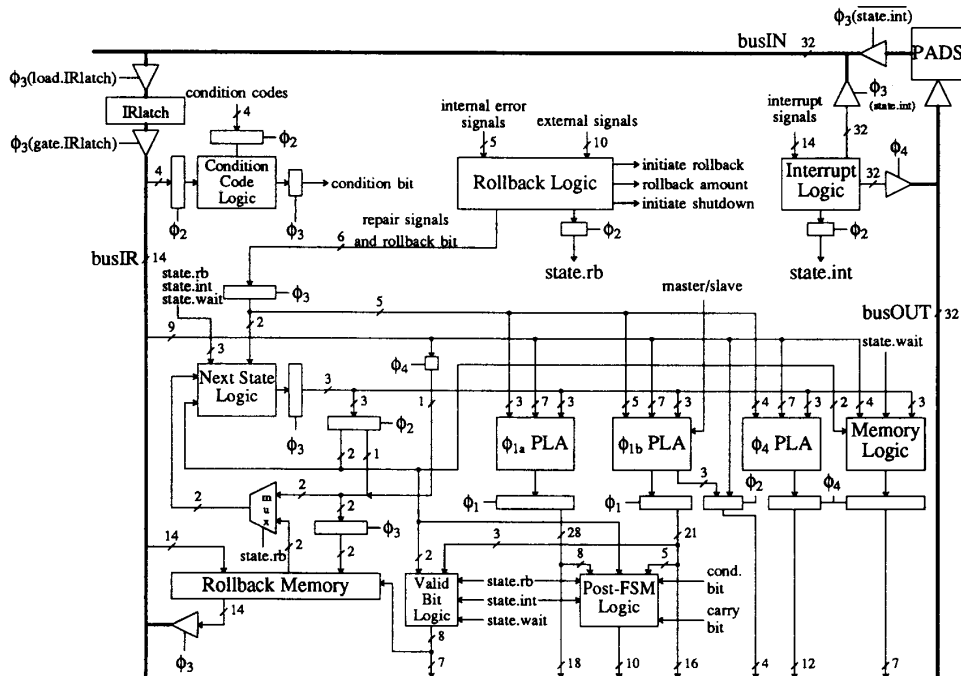 ϕ3(state.int)
busIN 32
PADS
ϕ3(load.IRlatch)
IRlatch
condition codes
4
ϕ3(gate.IRlatch)
ϕ2
4
Condition
Code
Logic
condition bit
ϕ2
ϕ3
internal error
signals
5
external signals
10
Rollback Logic
initiate rollback
rollback amount
initiate shutdown
ϕ2
state.rb
interrupt
signals
14
ϕ3
(state.int)
32
Interrupt
Logic
32
ϕ4
ϕ2
state.int
repair signals
6 and rollback bit
busIR 14
state.rb
state.int
state.wait
ϕ3
master/slave
busOUT 32
5
2
9
3
state.wait
Next State
Logic
3
ϕ3
ϕ4
1
3
ϕ2
2
1
3 7 3
ϕ1a PLA
5 7 3
ϕ1b PLA
4 7 3
ϕ4 PLA
2 4 3
Memory
Logic
3
ϕ2
ϕ4
ϕ1
ϕ1
2
mux
2
2
ϕ3
state.rb
2
2
14
Rollback Memory
14
ϕ3
28
21
3
2
8
5
Valid
Bit
Logic
state.rb
state.int
state.wait
Post-FSM
Logic
cond.
bit
carry
bit
8
7
18
10
16
4
12
7